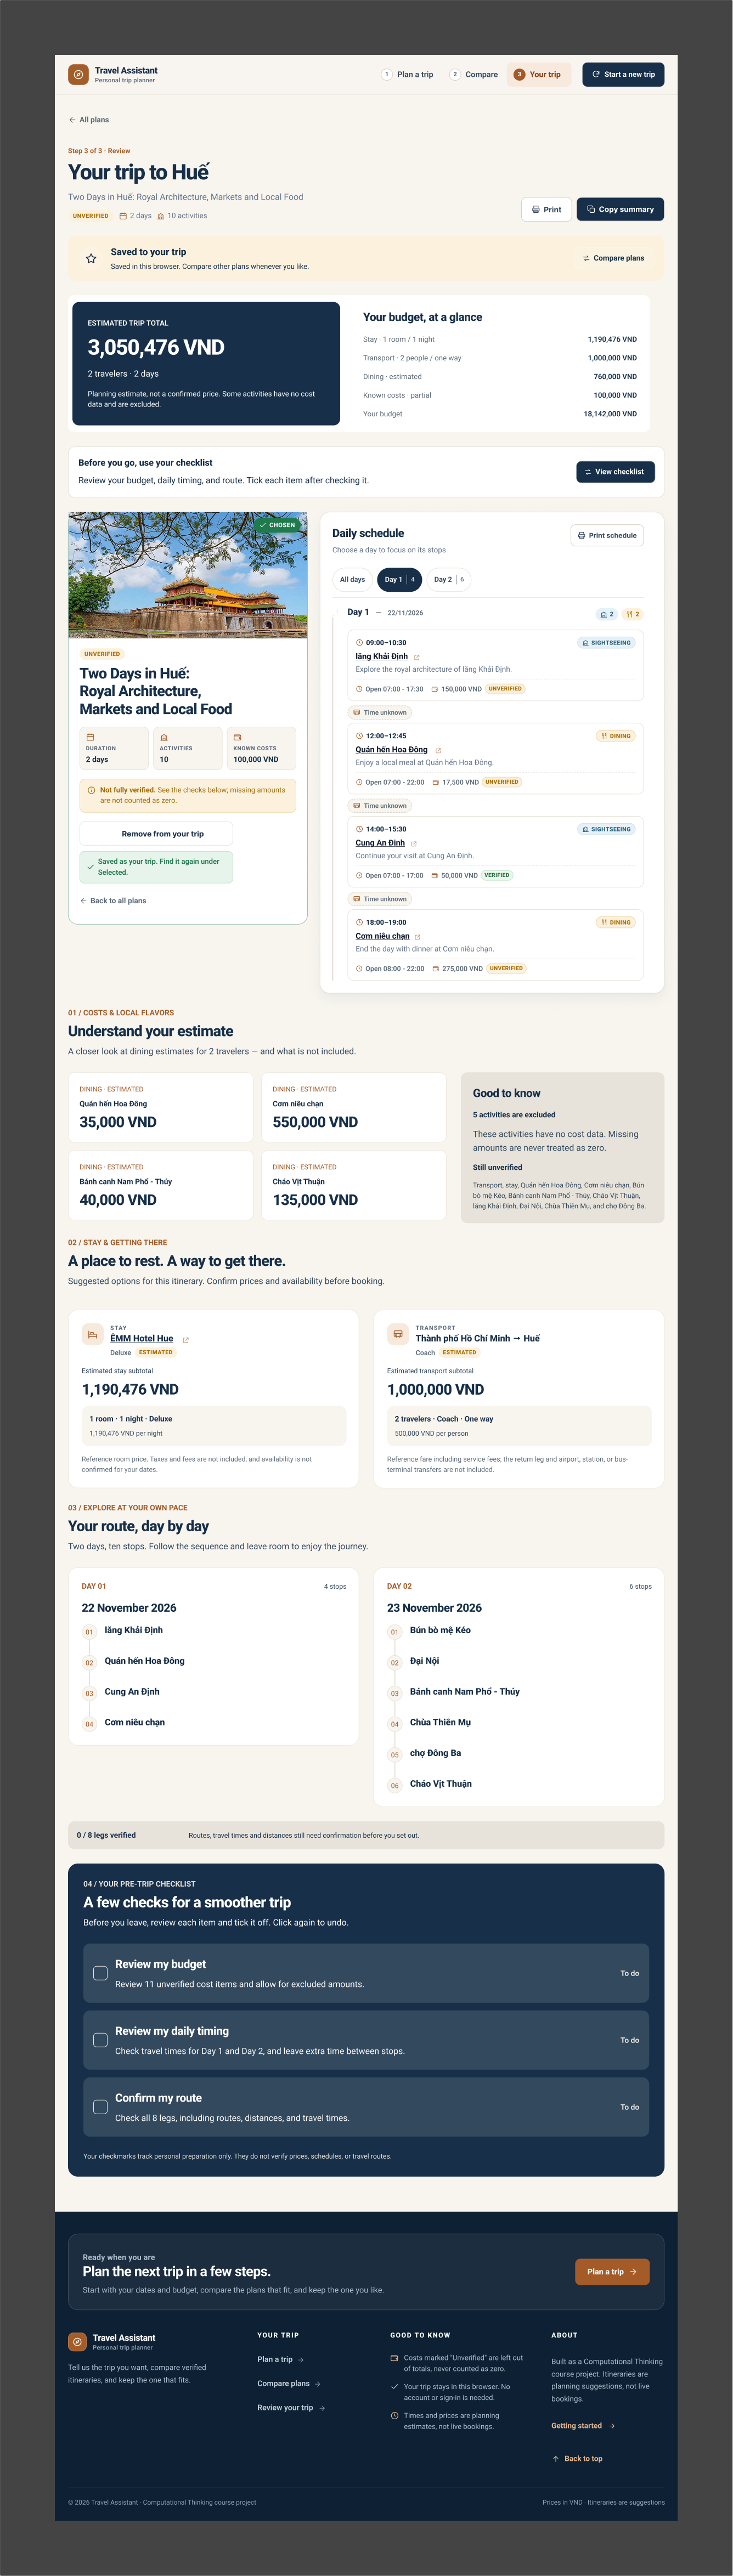 Travel Assistant
Personal trip planner
1 Plan a trip
2 Compare
3 Your trip
Start a new trip
All plans
Step 3 of 3 · Review
Your trip to Huế
Two Days in Huế: Royal Architecture, Markets and Local Food
UNVERIFIED 2 days 10 activities
Print
Copy summary
Saved to your trip
Saved in this browser. Compare other plans whenever you like.
Compare plans
ESTIMATED TRIP TOTAL
3,050,476 VND
2 travelers · 2 days
Planning estimate, not a confirmed price. Some activities have no cost
data and are excluded.
Your budget, at a glance
Stay · 1 room / 1 night 1,190,476 VND
Transport · 2 people / one way 1,000,000 VND
Dining · estimated 760,000 VND
Known costs · partial 100,000 VND
Your budget 18,142,000 VND
Before you go, use your checklist
Review your budget, daily timing, and route. Tick each item after checking it.
View checklist
CHOSEN
UNVERIFIED
Two Days in Huế:
Royal Architecture,
Markets and Local Food
DURATION
2 days
ACTIVITIES
10
KNOWN COSTS
100,000 VND
Not fully verified. See the checks below; missing amounts
are not counted as zero.
Remove from your trip
Saved as your trip. Find it again under
Selected.
Back to all plans
Daily schedule
Choose a day to focus on its stops.
Print schedule
All days
Day 1 | 4
Day 2 | 6
Day 1 — 22/11/2026
2
2
09:00–10:30
SIGHTSEEING
lăng Khải Định
Explore the royal architecture of lăng Khải Định.
Open 07:00 - 17:30 150,000 VND UNVERIFIED
Time unknown
12:00–12:45
DINING
Quán hến Hoa Đông
Enjoy a local meal at Quán hến Hoa Đông.
Open 07:00 - 22:00 17,500 VND UNVERIFIED
Time unknown
14:00–15:30
SIGHTSEEING
Cung An Định
Continue your visit at Cung An Định.
Open 07:00 - 17:00 50,000 VND VERIFIED
Time unknown
18:00–19:00
DINING
Cơm niêu chạn
End the day with dinner at Cơm niêu chạn.
Open 08:00 - 22:00 275,000 VND UNVERIFIED
01 / COSTS & LOCAL FLAVORS
Understand your estimate
A closer look at dining estimates for 2 travelers — and what is not included.
DINING · ESTIMATED
Quán hến Hoa Đông
35,000 VND
DINING · ESTIMATED
Cơm niêu chạn
550,000 VND
DINING · ESTIMATED
Bánh canh Nam Phổ - Thúy
40,000 VND
DINING · ESTIMATED
Cháo Vịt Thuận
135,000 VND
Good to know
5 activities are excluded
These activities have no cost data. Missing
amounts are never treated as zero.
Still unverified
Transport, stay, Quán hến Hoa Đông, Cơm niêu chạn, Bún
bò mệ Kéo, Bánh canh Nam Phổ - Thúy, Cháo Vịt Thuận,
lăng Khải Định, Đại Nội, Chùa Thiên Mụ, and chợ Đông Ba.
02 / STAY & GETTING THERE
A place to rest. A way to get there.
Suggested options for this itinerary. Confirm prices and availability before booking.
STAY
ÊMM Hotel Hue
Deluxe ESTIMATED
Estimated stay subtotal
1,190,476 VND
1 room · 1 night · Deluxe
1,190,476 VND per night
Reference room price. Taxes and fees are not included, and availability is not
confirmed for your dates.
TRANSPORT
Thành phố Hồ Chí Minh → Huế
Coach ESTIMATED
Estimated transport subtotal
1,000,000 VND
2 travelers · Coach · One way
500,000 VND per person
Reference fare including service fees; the return leg and airport, station, or bus-
terminal transfers are not included.
03 / EXPLORE AT YOUR OWN PACE
Your route, day by day
Two days, ten stops. Follow the sequence and leave room to enjoy the journey.
DAY 01 4 stops
22 November 2026
01 lăng Khải Định
02 Quán hến Hoa Đông
03 Cung An Định
04 Cơm niêu chạn
DAY 02 6 stops
23 November 2026
01 Bún bò mệ Kéo
02 Đại Nội
03 Bánh canh Nam Phổ - Thúy
04 Chùa Thiên Mụ
05 chợ Đông Ba
06 Cháo Vịt Thuận
0 / 8 legs verified Routes, travel times and distances still need confirmation before you set out.
04 / YOUR PRE-TRIP CHECKLIST
A few checks for a smoother trip
Before you leave, review each item and tick it off. Click again to undo.
Review my budget
Review 11 unverified cost items and allow for excluded amounts.
To do
Review my daily timing
Check travel times for Day 1 and Day 2, and leave extra time between stops.
To do
Confirm my route
Check all 8 legs, including routes, distances, and travel times.
To do
Your checkmarks track personal preparation only. They do not verify prices, schedules, or travel routes.
Ready when you are
Plan the next trip in a few steps.
Start with your dates and budget, compare the plans that fit, and keep the one you like.
Plan a trip
Travel Assistant
Personal trip planner
Tell us the trip you want, compare verified
itineraries, and keep the one that fits.
YOUR TRIP
Plan a trip
Compare plans
Review your trip
GOOD TO KNOW
Costs marked "Unverified" are left out
of totals, never counted as zero.
Your trip stays in this browser. No
account or sign-in is needed.
Times and prices are planning
estimates, not live bookings.
ABOUT
Built as a Computational Thinking
course project. Itineraries are
planning suggestions, not live
bookings.
Getting started
Back to top
© 2026 Travel Assistant · Computational Thinking course project
Prices in VND · Itineraries are suggestions